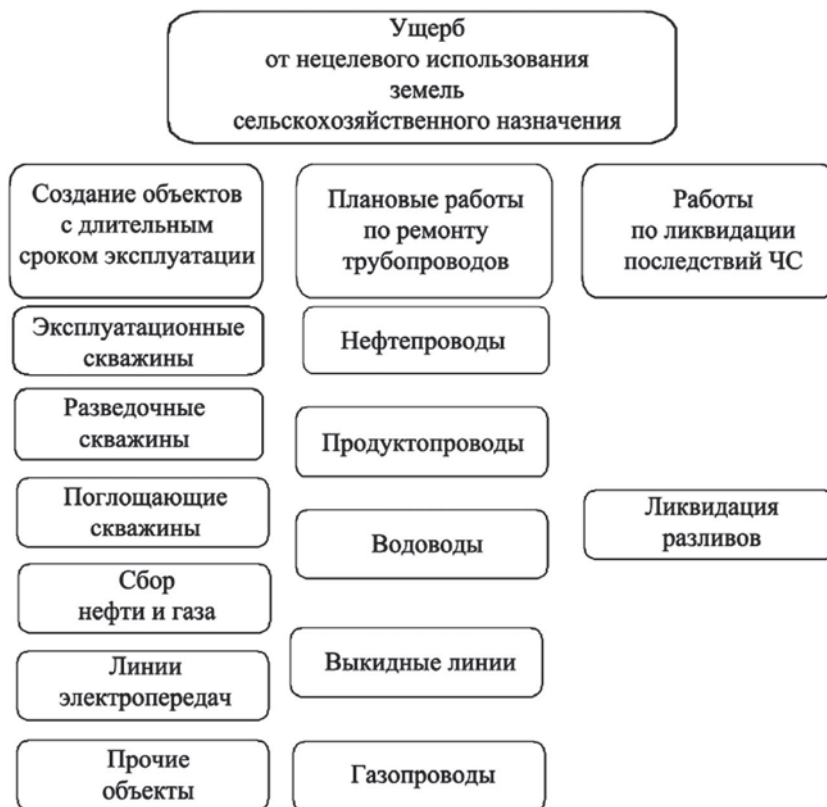 Ущерб
от нецелевого использования
земель
сельскохозяйственного назначения
Создание объектов
с длительным
сроком эксплуатации
Эксплуатационные
скважины
Разведочные
скважины
Поглощающие
скважины
Сбор
нефти и газа
Линии
электропередач
Прочие
объекты
Плановые работы
по ремонту
трубопроводов
Нефтепроводы
Продуктопроводы
Водоводы
Выкидные линии
Газопроводы
Работы
по ликвидации
последствий ЧС
Ликвидация
разливов